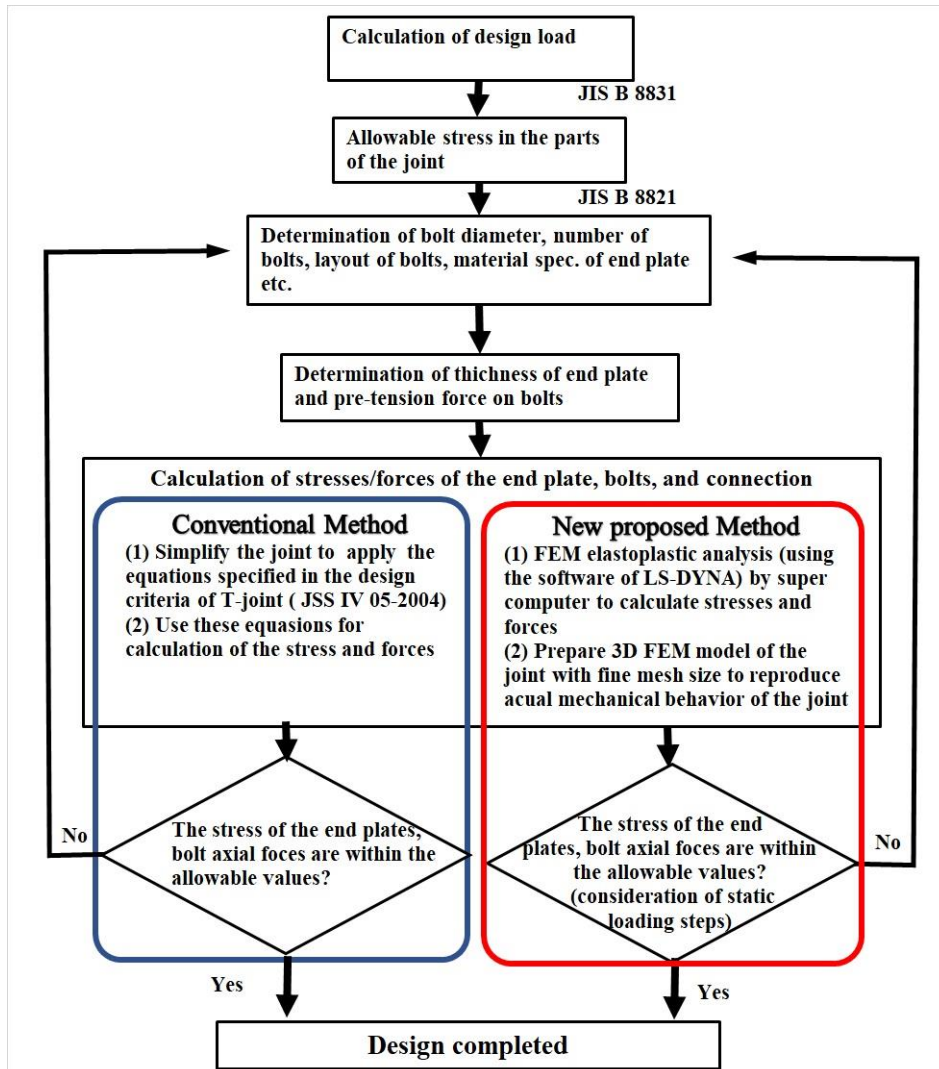 Calculation of design load
JIS B 8831
Allowable stress in the parts
of the joint
JIS B 8821
Determination of bolt diameter, number of
bolts, layout of bolts, material spec. of end plate
etc.
Determination of thichness of end plate
and pre-tension force on bolts
Calculation of stresses/forces of the end plate, bolts, and connection
Conventional Method
(1) Simplify the joint to apply the
equations specified in the design
criteria of T-joint ( JSS IV 05-2004)
(2) Use these equasions for
calculation of the stress and forces
New proposed Method
(1) FEM elastoplastic analysis (using
the software of LS-DYNA) by super
computer to calculate stresses and
forces
(2) Prepare 3D FEM model of the
joint with fine mesh size to reproduce
acual mechanical behavior of the joint
No
The stress of the end plates,
bolt axial foces are within the
allowable values?
The stress of the end
plates, bolt axial foces are within
the allowable values?
(consideration of static
loading steps)
No
Yes
Yes
Design completed